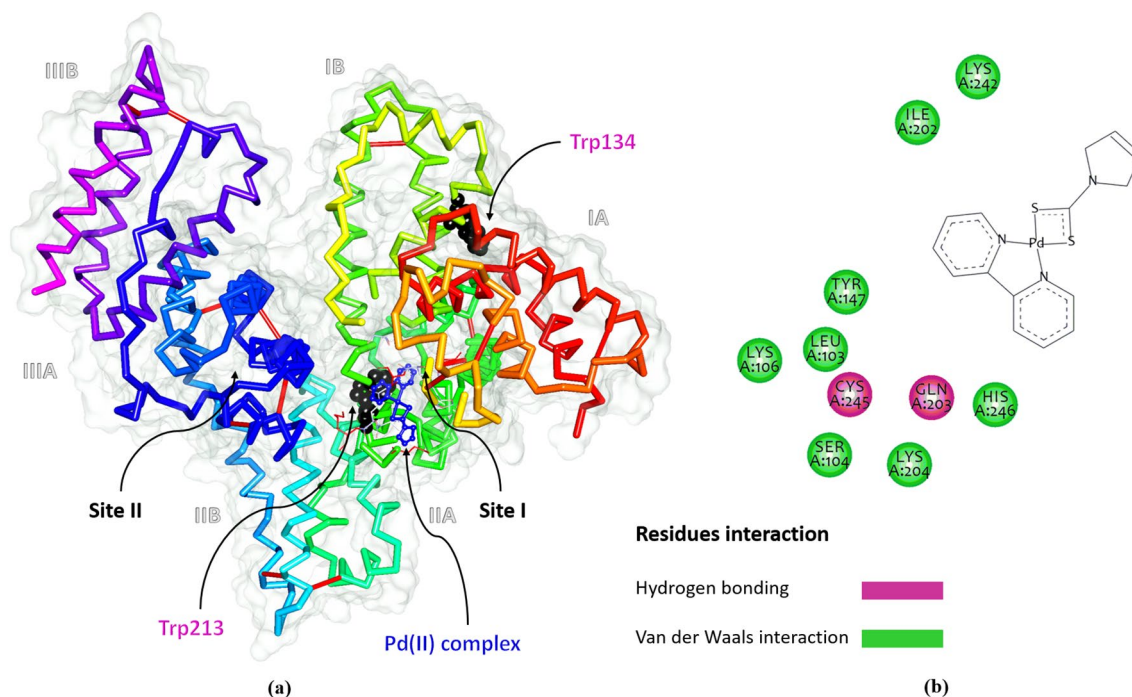 IIIB
IB
Trp134
IA
IIIA
Site II
IIB
IIA
Site I
Trp213
Pd(II) complex
(a)
LYS
A:242
ILE
A:202
N
S
S
Pd
N
N
TYR
A:147
LEU
A:103
LYS
A:106
CYS
A:245
GLN
A:203
HIS
A:246
SER
A:104
LYS
A:204
Residues interaction
Hydrogen bonding
Van der Waals interaction
(b)